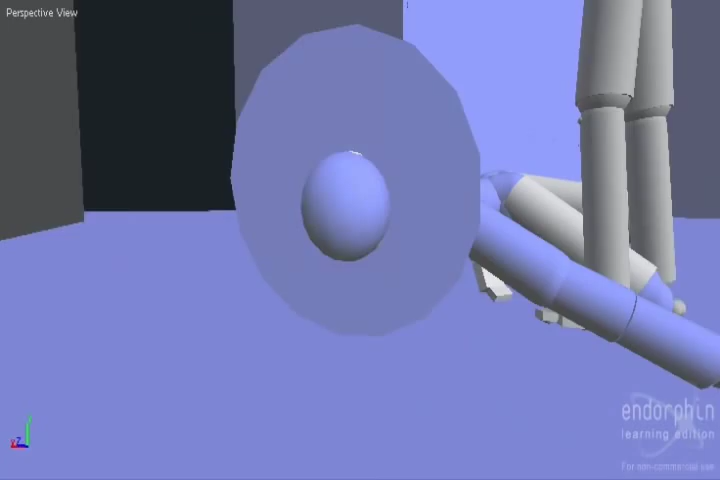 Perspective View
endorphin
learning edition
For non-commercial use